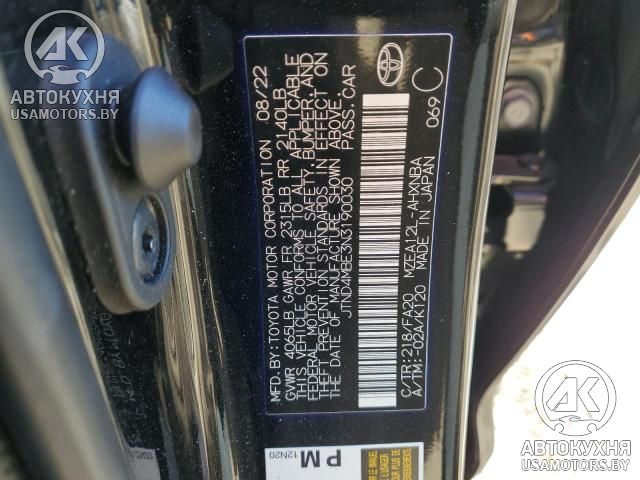 АВТОКУХНЯ
USAMOTORS.BY
MFD.BY:TOYOTA MOTOR CORPORATION 08/22
GVWR 4065LB GAWR FR 2315LB RR 2140LB
THIS VEHICLE CONFORMS TO ALL APPLICABLE
FEDERAL MOTOR VEHICLE SAFETY, BUMPER, AND
THEFT PREVENTION STANDARDS IN EFFECT ON
THE DATE OF MANUFACTURE SHOWN ABOVE.
JTND4MBE3N3190030 PASS.CAR
C/TR:218/FA20 MZEA12L-AHXNBA
A/TM:-02A/K120 MADE IN JAPAN
069 C
PM
12N20
АВТОКУХНЯ
USAMOTORS.BY